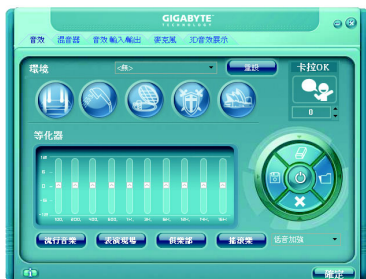 GIGABYTE
TECHNOLOGY
音效 混音器 音效 輸入/輸出 麥克風 3D音效展示
環境 <無> 重設 卡拉OK
0
等化器
流行音樂 表演現場 俱樂部 搖滾樂 低音加強
確定